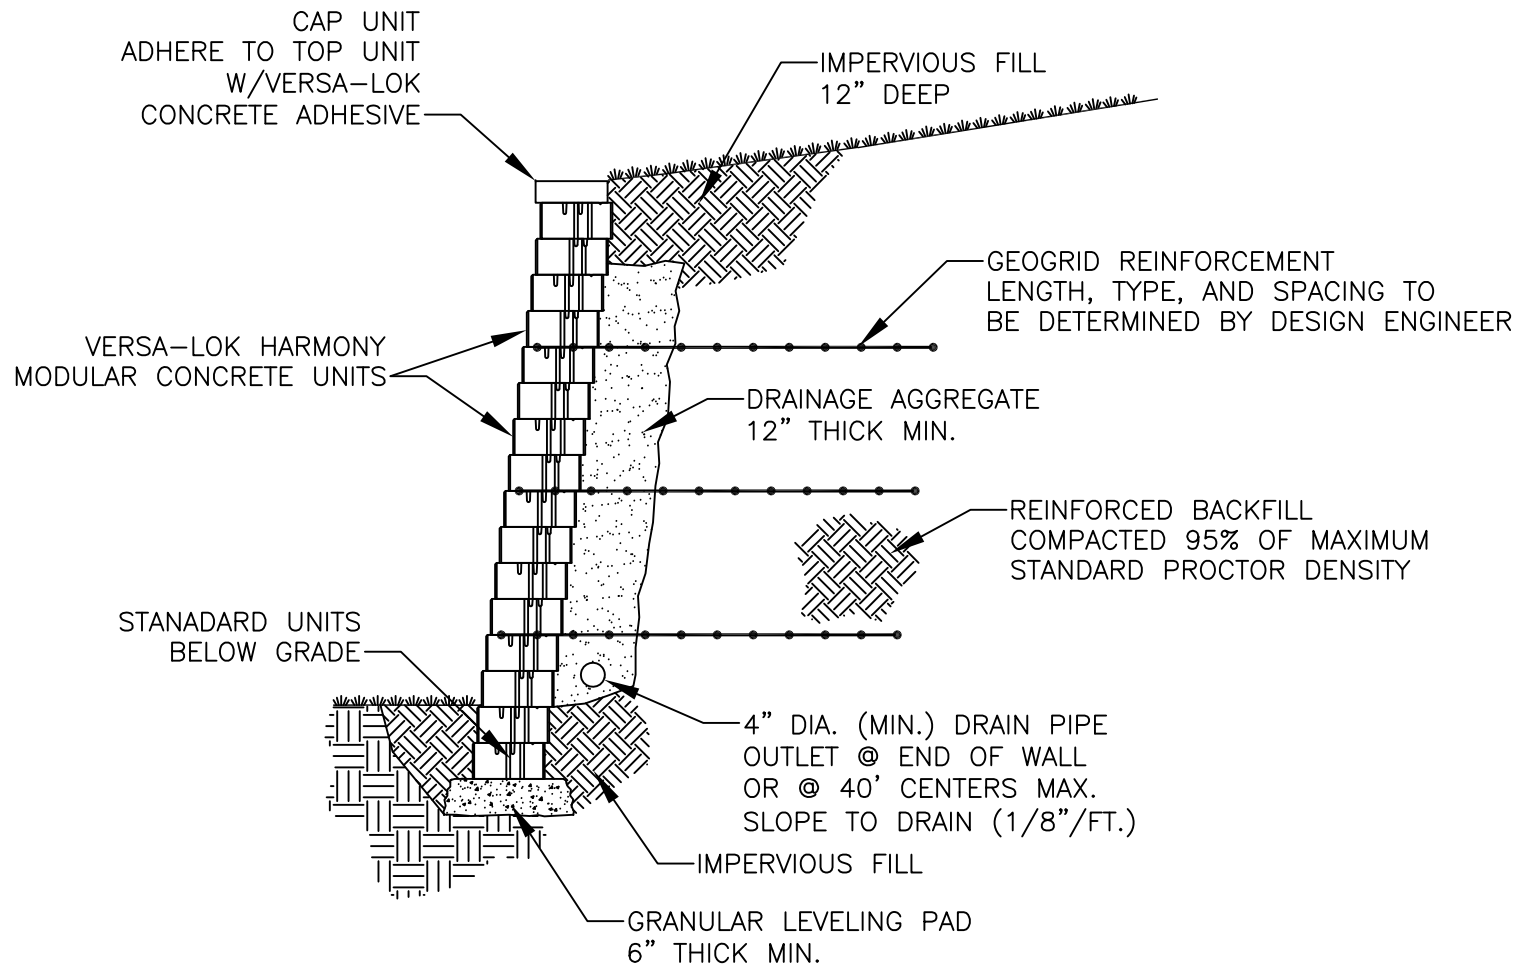 CAP UNIT
ADHERE TO TOP UNIT
W/VERSA-LOK
CONCRETE ADHESIVE
IMPERVIOUS FILL
12" DEEP
GEOGRID REINFORCEMENT
LENGTH, TYPE, AND SPACING TO
BE DETERMINED BY DESIGN ENGINEER
VERSA-LOK HARMONY
MODULAR CONCRETE UNITS
DRAINAGE AGGREGATE
12" THICK MIN.
REINFORCED BACKFILL
COMPACTED 95% OF MAXIMUM
STANDARD PROCTOR DENSITY
STANADARD UNITS
BELOW GRADE
4" DIA. (MIN.) DRAIN PIPE
OUTLET @ END OF WALL
OR @ 40' CENTERS MAX.
SLOPE TO DRAIN (1/8"/FT.)
IMPERVIOUS FILL
GRANULAR LEVELING PAD
6" THICK MIN.